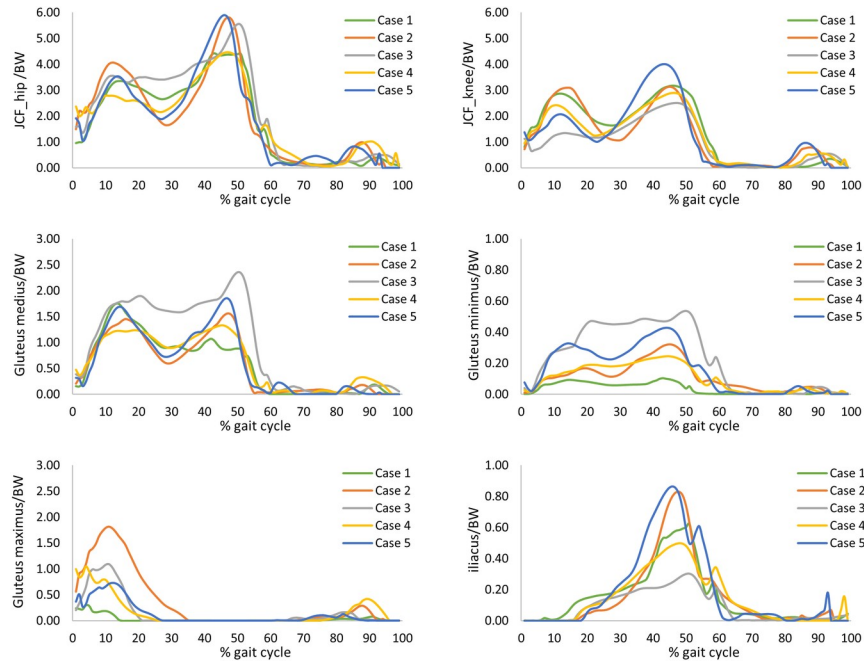 JCF_hip /BW
6.00
5.00
4.00
3.00
2.00
1.00
0.00
0 10 20 30 40 50 60 70 80 90 100
% gait cycle
Case 1
Case 2
Case 3
Case 4
Case 5
JCF_knee/BW
6.00
5.00
4.00
3.00
2.00
1.00
0.00
0 10 20 30 40 50 60 70 80 90 100
% gait cycle
Case 1
Case 2
Case 3
Case 4
Case 5
Gluteus medius/BW
3.00
2.50
2.00
1.50
1.00
0.50
0.00
0 10 20 30 40 50 60 70 80 90 100
% gait cycle
Case 1
Case 2
Case 3
Case 4
Case 5
Gluteus minimus/BW
1.00
0.80
0.60
0.40
0.20
0.00
0 10 20 30 40 50 60 70 80 90 100
% gait cycle
Case 1
Case 2
Case 3
Case 4
Case 5
Gluteus maximus/BW
3.00
2.50
2.00
1.50
1.00
0.50
0.00
0 10 20 30 40 50 60 70 80 90 100
% gait cycle
Case 1
Case 2
Case 3
Case 4
Case 5
iliacus/BW
1.00
0.80
0.60
0.40
0.20
0.00
0 10 20 30 40 50 60 70 80 90 100
% gait cycle
Case 1
Case 2
Case 3
Case 4
Case 5